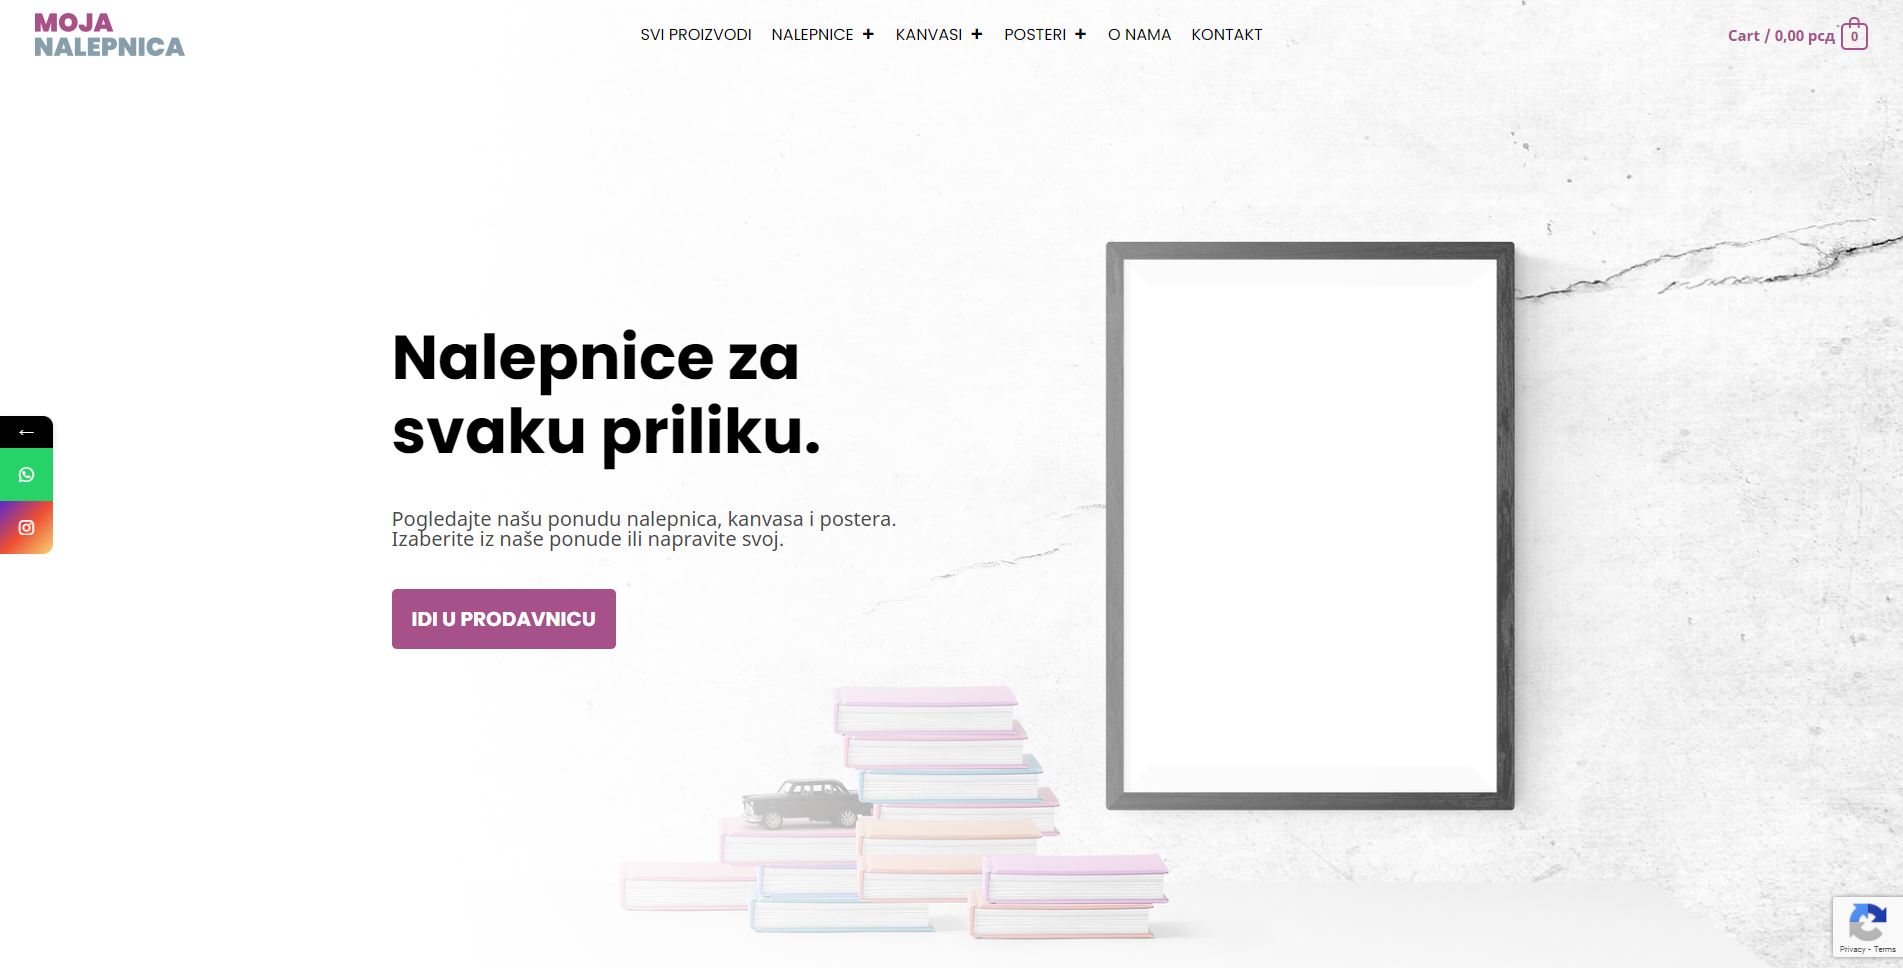 MOJA
NALEPNICA
SVI PROIZVODI NALEPNICE + KANVASI + POSTERI + O NAMA KONTAKT
Cart / 0,00 рсд 0
Nalepnice za
svaku priliku.
Pogledajte našu ponudu nalepnica, kanvasa i postera.
Izaberite iz naše ponude ili napravite svoj.
IDI U PRODAVNICU
Privacy - Terms